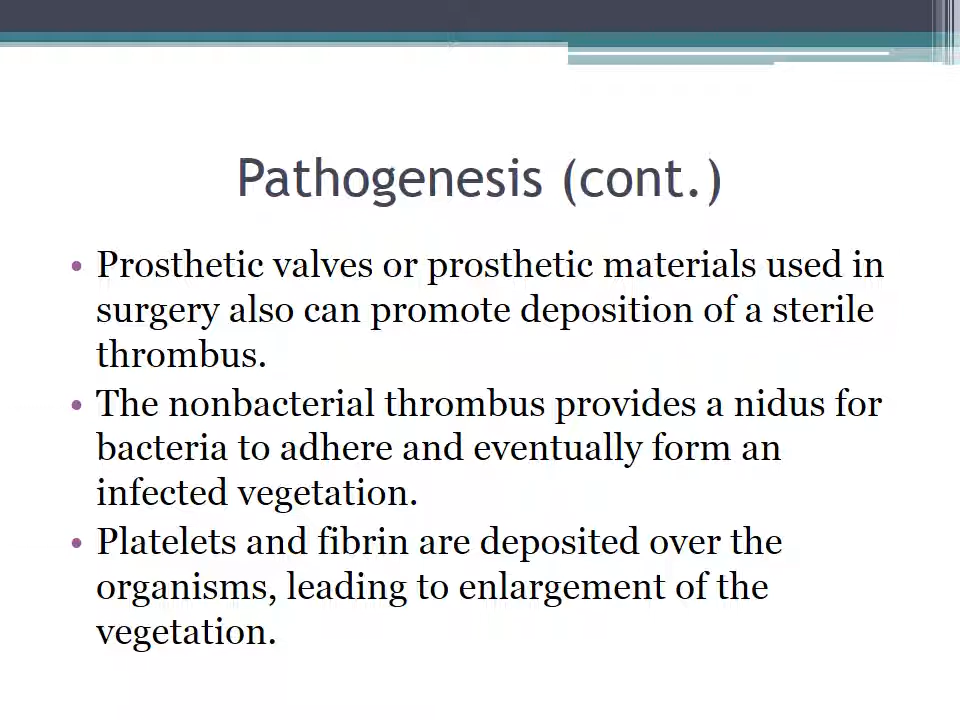 Pathogenesis (cont.)
• Prosthetic valves or prosthetic materials used in
surgery also can promote deposition of a sterile
thrombus.
• The nonbacterial thrombus provides a nidus for
bacteria to adhere and eventually form an
infected vegetation.
• Platelets and fibrin are deposited over the
organisms, leading to enlargement of the
vegetation.